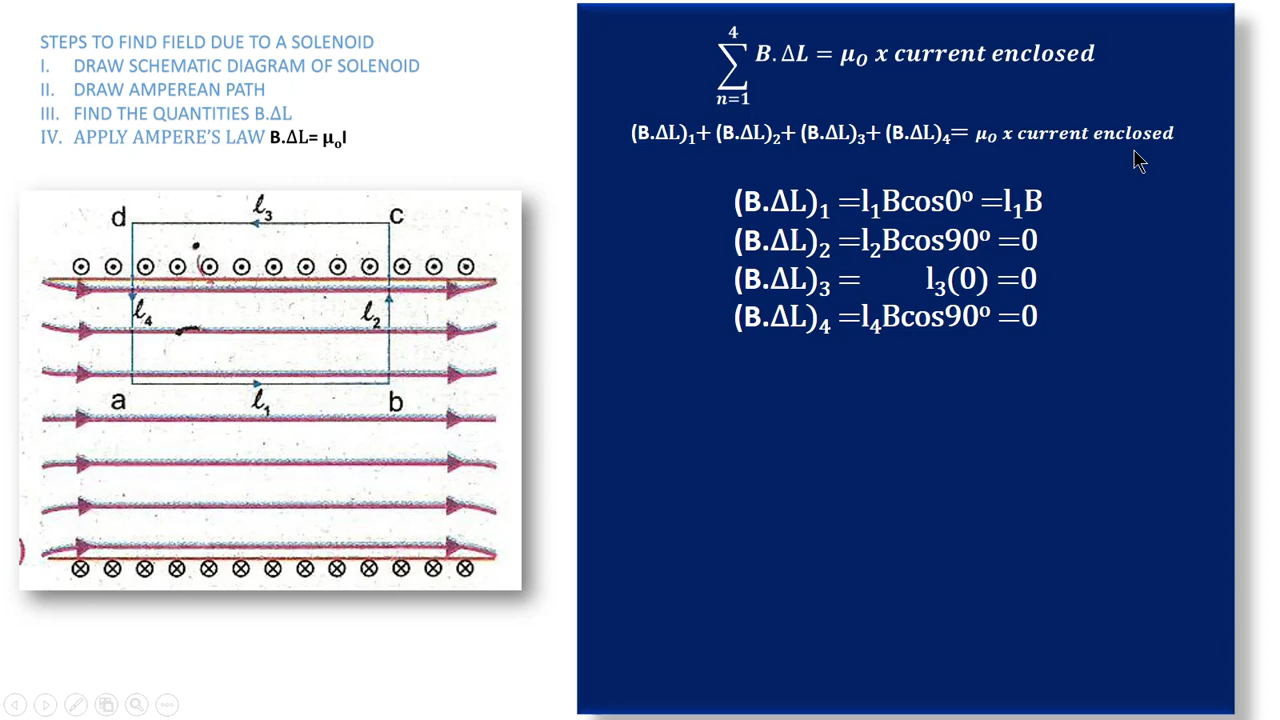 STEPS TO FIND FIELD DUE TO A SOLENOID
I. DRAW SCHEMATIC DIAGRAM OF SOLENOID
II. DRAW AMPEREAN PATH
III. FIND THE QUANTITIES B.ΔL
IV. APPLY AMPERE'S LAW B.ΔL= μₒI
d ℓ₃ c
ℓ₄ ℓ₂
a ℓ₁ b
4
∑ B.ΔL = μ_O x current enclosed
n=1
(B.ΔL)₁+ (B.ΔL)₂+ (B.ΔL)₃+ (B.ΔL)₄= μ_O x current enclosed
(B.ΔL)₁ =l₁Bcos0ᵒ =l₁B
(B.ΔL)₂ =l₂Bcos90ᵒ =0
(B.ΔL)₃ = l₃(0) =0
(B.ΔL)₄ =l₄Bcos90ᵒ =0